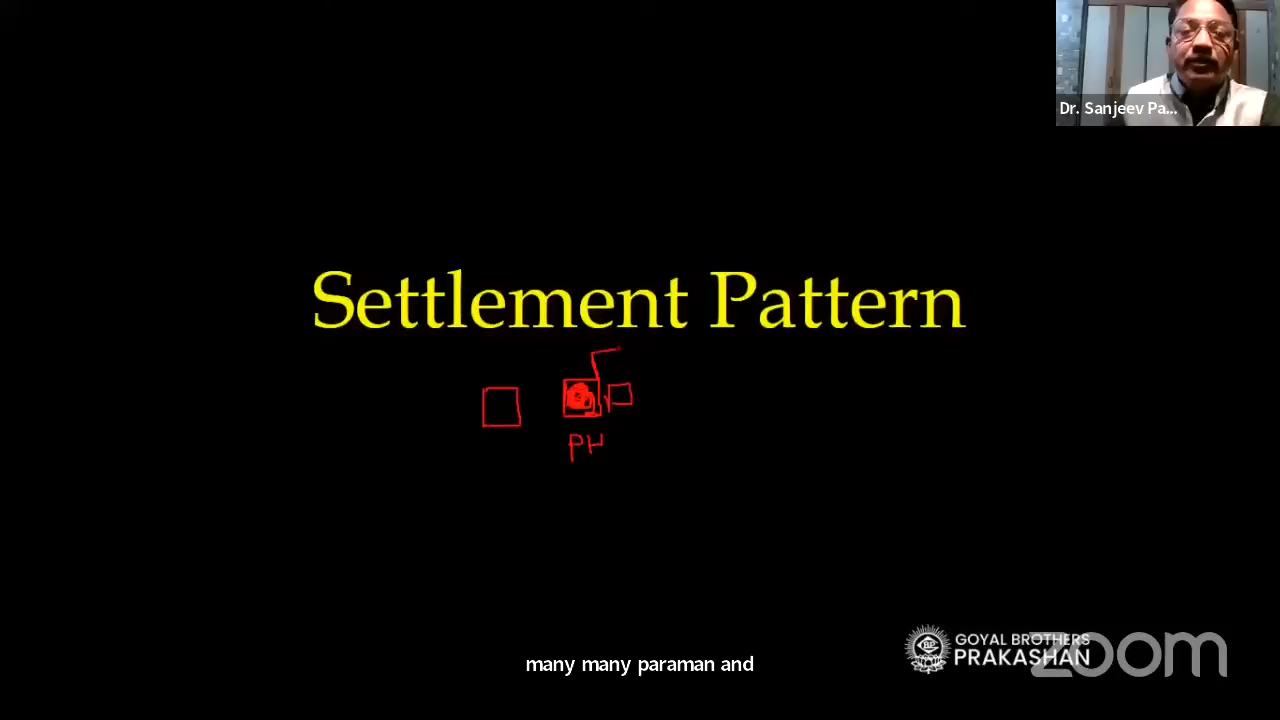 Dr. Sanjeev Pa...
Settlement Pattern
PH
GOYAL BROTHERS
PRAKASHAN
zoom
many many paraman and